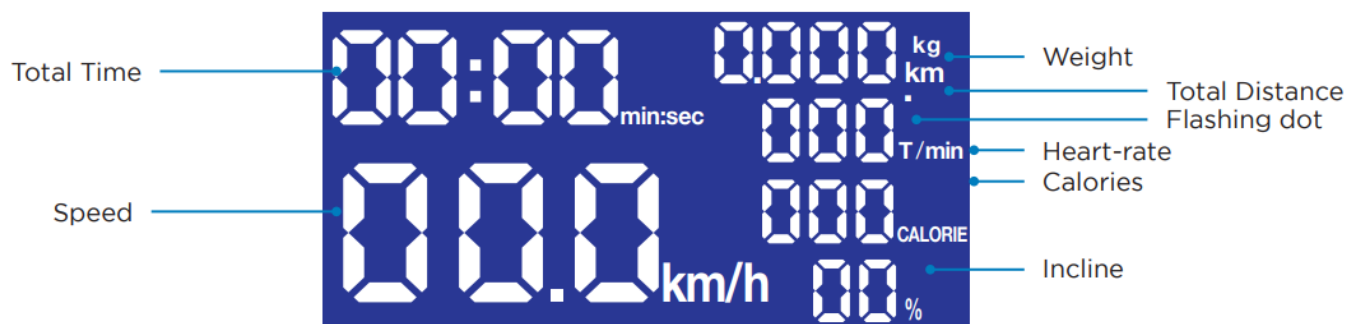 Total Time
00:00
min:sec
Speed
00.0
km/h
0.000
kg
km
000
T/min
000
CALORIE
00
%
Weight
Total Distance
Flashing dot
Heart-rate
Calories
Incline